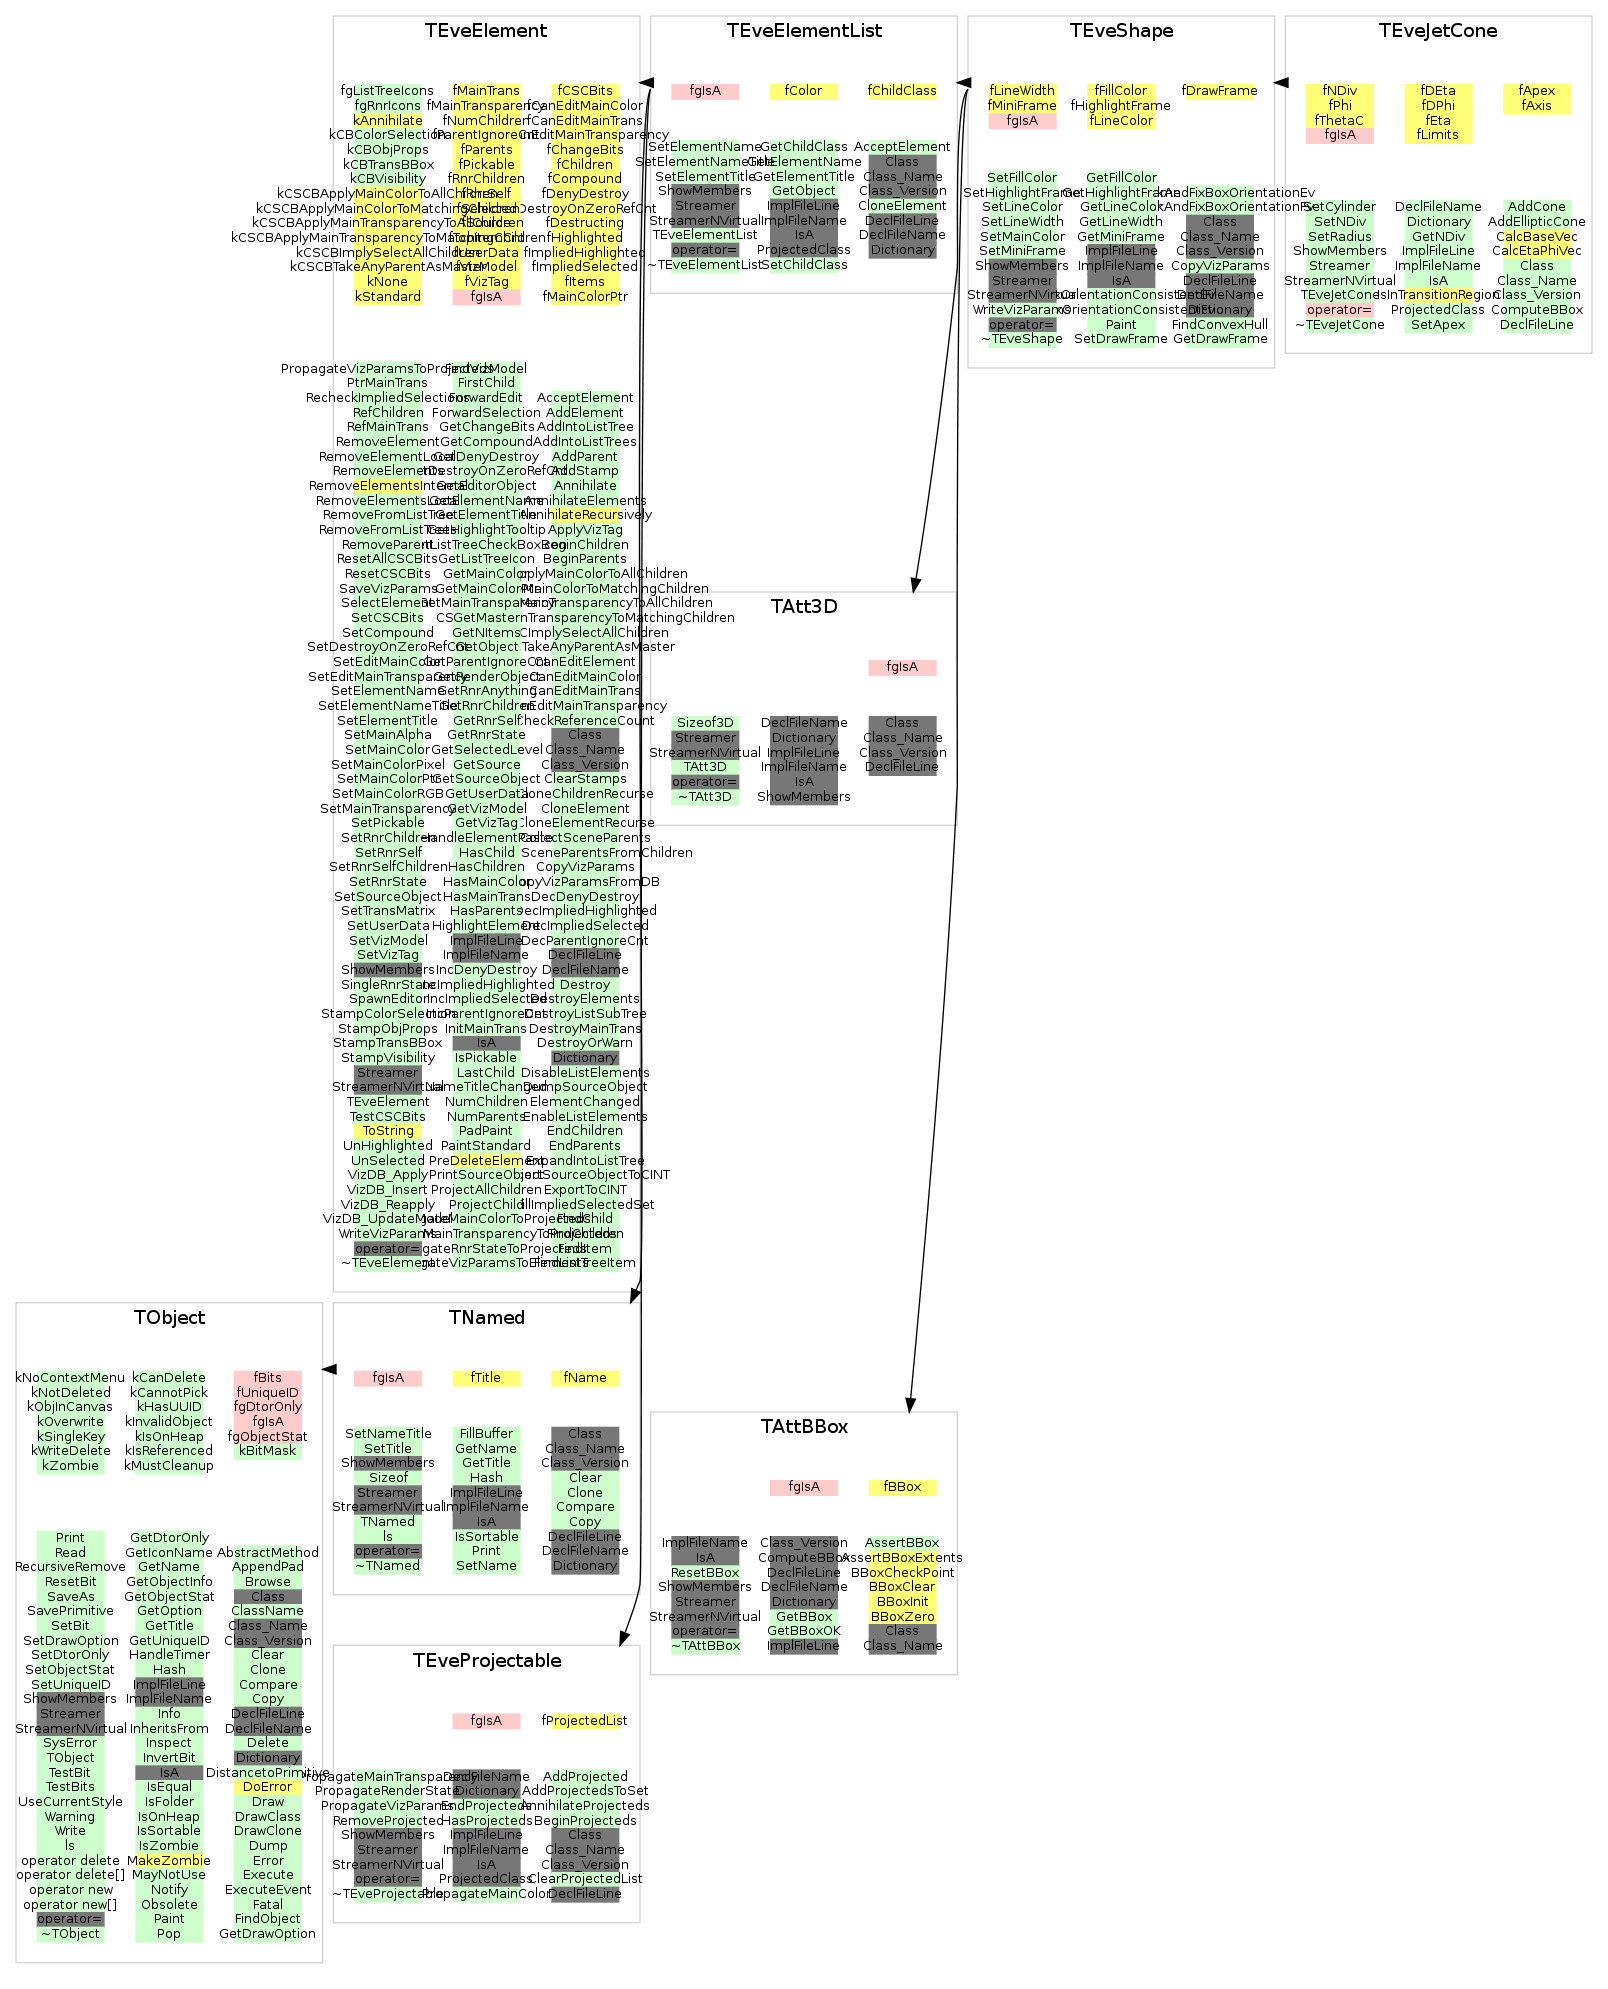 TEveElement
fgListTreeIcons fMainTrans fCSCBits
fgRnrIcons fMainTransparency fCanEditMainColor
kAnnihilate fNumChildren fCanEditMainTrans
kCBColorSelection fParentIgnoreCnt EditMainTransparency
kCBObjProps fParents fChangeBits
kCBTransBBox fPickable fChildren
kCBVisibility fRnrChildren fCompound
kCSCBApplyMainColorToAllChildren fRnrSelf fDenyDestroy
kCSCBApplyMainColorToMatchingChildren fSelected DestroyOnZeroRefCnt
kCSCBApplyMainTransparencyToAllChildren fSource fDestructing
kCSCBApplyMainTransparencyToMatchingChildren fHighlighted
kCSCBImplySelectAllChildren fUserData fImpliedHighlighted
kCSCBTakeAnyParentAsMaster fVizModel fImpliedSelected
kNone fVizTag fItems
kStandard fgIsA fMainColorPtr
PropagateVizParamsToProjecteds FindVizModel
PtrMainTrans FirstChild
RecheckImpliedSelections ForwardEdit AcceptElement
RefChildren ForwardSelection AddElement
RefMainTrans GetChangeBits AddIntoListTree
RemoveElement GetCompound AddIntoListTrees
RemoveElementLocal GetDenyDestroy AddParent
RemoveElements DestroyOnZeroRefCnt AddStamp
RemoveElementsInternal GetEditorObject Annihilate
RemoveElementsLocal GetElementName AnnihilateElements
RemoveFromListTree GetElementTitle AnnihilateRecursively
RemoveFromListTrees GetHighlightTooltip ApplyVizTag
RemoveParent ListTreeCheckBoxIcon BeginChildren
ResetAllCSCBits GetListTreeIcon BeginParents
ResetCSCBits GetMainColor plyMainColorToAllChildren
SaveVizParams GetMainColorPtr MainColorToMatchingChildren
SelectElement GetMainTransparency MainTransparencyToAllChildren
SetCSCBits GetMaster TransparencyToMatchingChildren
SetCompound GetNItems CImplySelectAllChildren
SetDestroyOnZeroRefCnt GetObject TakeAnyParentAsMaster
SetEditMainColor GetParentIgnoreCnt CanEditElement
SetEditMainTransparency GetRenderObject CanEditMainColor
SetElementName GetRnrAnything CanEditMainTrans
SetElementNameTitle GetRnrChildren EditMainTransparency
SetElementTitle GetRnrSelf CheckReferenceCount
SetMainAlpha GetRnrState Class
SetMainColor GetSelectedLevel Class_Name
SetMainColorPixel GetSource Class_Version
SetMainColorPtr GetSourceObject ClearStamps
SetMainColorRGB GetUserData CloneChildrenRecurse
SetMainTransparency GetVizModel CloneElement
SetPickable GetVizTag CloneElementRecurse
SetRnrChildren HandleElementPaste CollectSceneParents
SetRnrSelf HasChild SceneParentsFromChildren
SetRnrSelfChildren HasChildren CopyVizParams
SetRnrState HasMainColor opyVizParamsFromDB
SetSourceObject HasMainTrans DecDenyDestroy
SetTransMatrix HasParents DecImpliedHighlighted
SetUserData HighlightElement DecImpliedSelected
SetVizModel ImplFileLine DecParentIgnoreCnt
SetVizTag ImplFileName DeclFileLine
ShowMembers IncDenyDestroy DeclFileName
SingleRnrState IncImpliedHighlighted Destroy
SpawnEditor IncImpliedSelected DestroyElements
StampColorSelection IncParentIgnoreCnt DestroyListSubTree
StampObjProps InitMainTrans DestroyMainTrans
StampTransBBox IsA DestroyOrWarn
StampVisibility IsPickable Dictionary
Streamer LastChild DisableListElements
StreamerNVirtual NameTitleChanged DumpSourceObject
TEveElement NumChildren ElementChanged
TestCSCBits NumParents EnableListElements
ToString PadPaint EndChildren
UnHighlighted PaintStandard EndParents
UnSelected PreDeleteElement ExpandIntoListTree
VizDB_Apply PrintSourceObject ortSourceObjectToCINT
VizDB_Insert ProjectAllChildren ExportToCINT
VizDB_Reapply ProjectChild illImpliedSelectedSet
VizDB_UpdateModel gateMainColorToProjecteds FindChild
WriteVizParams MainTransparencyToProjecteds FindChildren
operator= gateRnrStateToProjecteds FindItem
~TEveElement gateVizParamsToElements FindListTreeItem
TEveElementList
fgIsA fColor fChildClass
SetElementName GetChildClass AcceptElement
SetElementNameTitle GetElementName Class
SetElementTitle GetElementTitle Class_Name
ShowMembers GetObject Class_Version
Streamer ImplFileLine CloneElement
StreamerNVirtual ImplFileName DeclFileLine
TEveElementList IsA DeclFileName
operator= ProjectedClass Dictionary
~TEveElementList SetChildClass
TEveShape
fLineWidth fFillColor fDrawFrame
fMiniFrame fHighlightFrame
fgIsA fLineColor
SetFillColor GetFillColor
SetHighlightFrame GetHighlightFrame kAndFixBoxOrientationEv
SetLineColor GetLineColor kAndFixBoxOrientationFv
SetLineWidth GetLineWidth Class
SetMainColor GetMiniFrame Class_Name
SetMiniFrame ImplFileLine Class_Version
ShowMembers ImplFileName CopyVizParams
Streamer IsA DeclFileLine
StreamerNVirtual OrientationConsistentEv DeclFileName
WriteVizParams OrientationConsistentFv Dictionary
operator= Paint FindConvexHull
~TEveShape SetDrawFrame GetDrawFrame
TEveJetCone
fNDiv fDEta fApex
fPhi fDPhi fAxis
fThetaC fEta
fgIsA fLimits
SetCylinder DeclFileName AddCone
SetNDiv Dictionary AddEllipticCone
SetRadius GetNDiv CalcBaseVec
ShowMembers ImplFileLine CalcEtaPhiVec
Streamer ImplFileName Class
StreamerNVirtual IsA Class_Name
TEveJetCone IsInTransitionRegion Class_Version
operator= ProjectedClass ComputeBBox
~TEveJetCone SetApex DeclFileLine
TAtt3D
fgIsA
Sizeof3D DeclFileName Class
Streamer Dictionary Class_Name
StreamerNVirtual ImplFileLine Class_Version
TAtt3D ImplFileName DeclFileLine
operator= IsA
~TAtt3D ShowMembers
TObject
kNoContextMenu kCanDelete fBits
kNotDeleted kCannotPick fUniqueID
kObjInCanvas kHasUUID fgDtorOnly
kOverwrite kInvalidObject fgIsA
kSingleKey kIsOnHeap fgObjectStat
kWriteDelete kIsReferenced kBitMask
kZombie kMustCleanup
Print GetDtorOnly
Read GetIconName AbstractMethod
RecursiveRemove GetName AppendPad
ResetBit GetObjectInfo Browse
SaveAs GetObjectStat Class
SavePrimitive GetOption ClassName
SetBit GetTitle Class_Name
SetDrawOption GetUniqueID Class_Version
SetDtorOnly HandleTimer Clear
SetObjectStat Hash Clone
SetUniqueID ImplFileLine Compare
ShowMembers ImplFileName Copy
Streamer Info DeclFileLine
StreamerNVirtual InheritsFrom DeclFileName
SysError Inspect Delete
TObject InvertBit Dictionary
TestBit IsA DistancetoPrimitive
TestBits IsEqual DoError
UseCurrentStyle IsFolder Draw
Warning IsOnHeap DrawClass
Write IsSortable DrawClone
ls IsZombie Dump
operator delete MakeZombie Error
operator delete[] MayNotUse Execute
operator new Notify ExecuteEvent
operator new[] Obsolete Fatal
operator= Paint FindObject
~TObject Pop GetDrawOption
TNamed
fgIsA fTitle fName
SetNameTitle FillBuffer Class
SetTitle GetName Class_Name
ShowMembers GetTitle Class_Version
Sizeof Hash Clear
Streamer ImplFileLine Clone
StreamerNVirtual ImplFileName Compare
TNamed IsA Copy
ls IsSortable DeclFileLine
operator= Print DeclFileName
~TNamed SetName Dictionary
TAttBBox
fgIsA fBBox
ImplFileName Class_Version AssertBBox
IsA ComputeBBox AssertBBoxExtents
ResetBBox DeclFileLine BBoxCheckPoint
ShowMembers DeclFileName BBoxClear
Streamer Dictionary BBoxInit
StreamerNVirtual GetBBox BBoxZero
operator= GetBBoxOK Class
~TAttBBox ImplFileLine Class_Name
TEveProjectable
fgIsA fProjectedList
PropagateMainTransparency DeclFileName AddProjected
PropagateRenderState Dictionary AddProjectedsToSet
PropagateVizParams EndProjecteds AnnihilateProjecteds
RemoveProjected HasProjecteds BeginProjecteds
ShowMembers ImplFileLine Class
Streamer ImplFileName Class_Name
StreamerNVirtual IsA Class_Version
operator= ProjectedClass ClearProjectedList
~TEveProjectable PropagateMainColor DeclFileLine